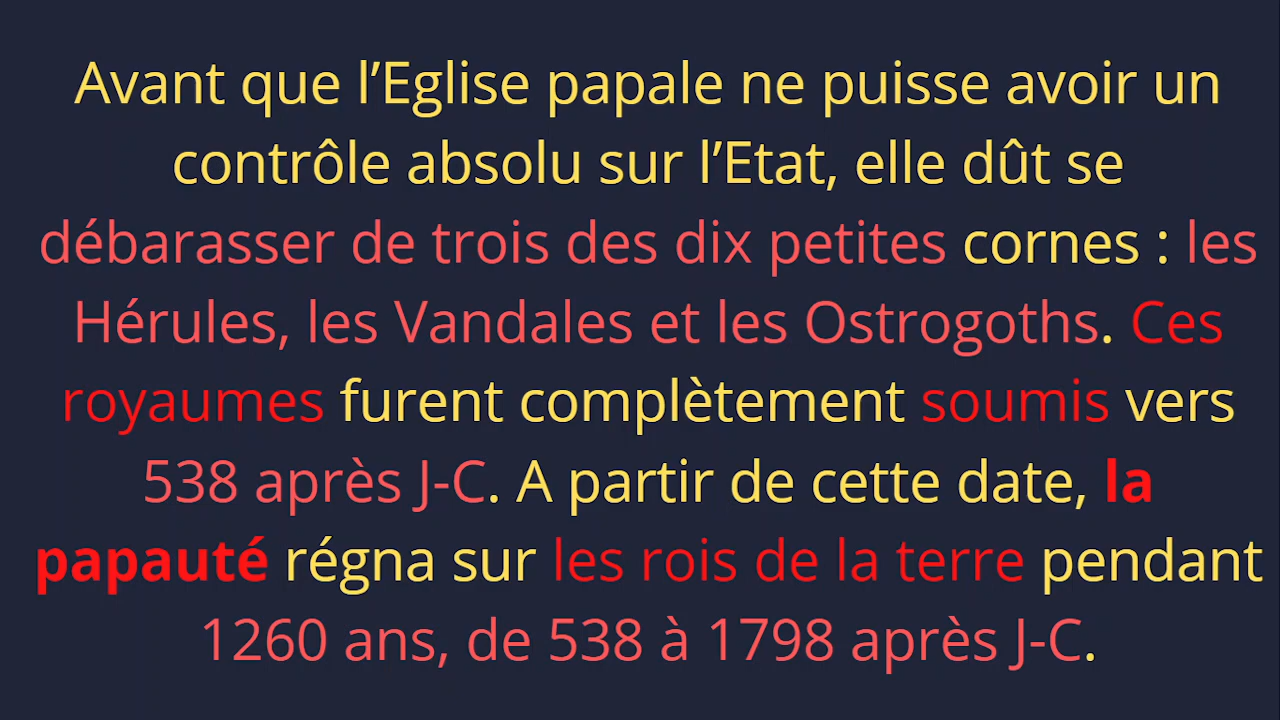 Avant que l’Eglise papale ne puisse avoir un
contrôle absolu sur l’Etat, elle dût se
débarasser de trois des dix petites cornes : les
Hérules, les Vandales et les Ostrogoths. Ces
royaumes furent complètement soumis vers
538 après J-C. A partir de cette date, la
papauté régna sur les rois de la terre pendant
1260 ans, de 538 à 1798 après J-C.